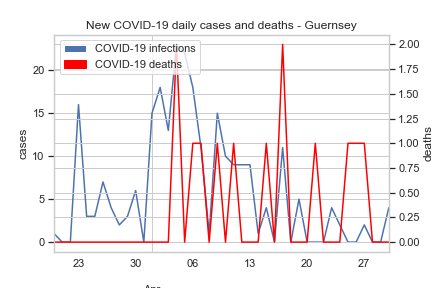 New COVID-19 daily cases and deaths - Guernsey
COVID-19 infections
COVID-19 deaths
cases
20
15
10
5
0
deaths
2.00
1.75
1.50
1.25
1.00
0.75
0.50
0.25
0.00
23 30 06 13 20 27